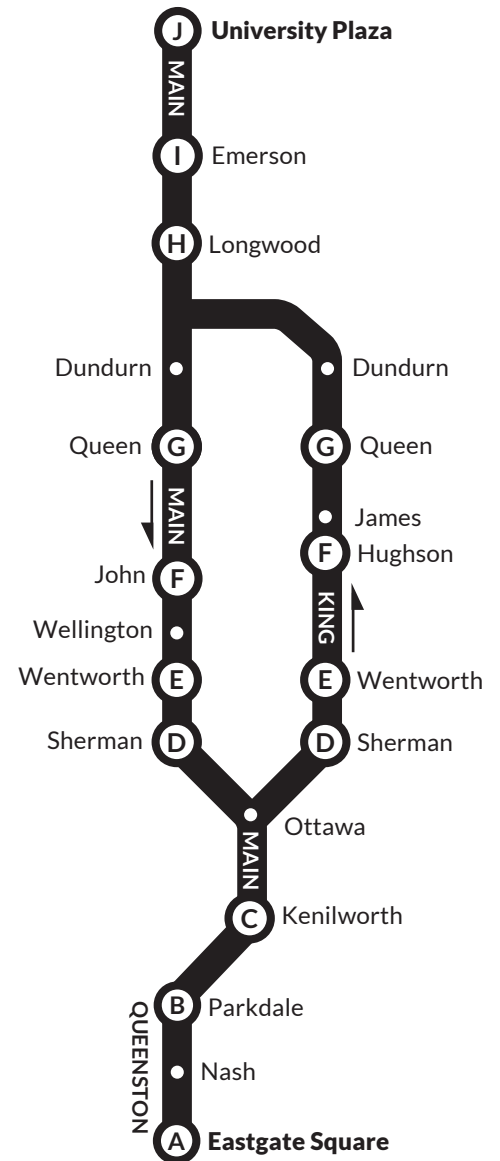 J University Plaza
MAIN
I Emerson
H Longwood
Dundurn Dundurn
Queen G G Queen
MAIN
James
F Hughson
John F
KING
Wellington
Wentworth E E Wentworth
Sherman D D Sherman
Ottawa
MAIN
C Kenilworth
B Parkdale
QUEENSTON
Nash
A Eastgate Square